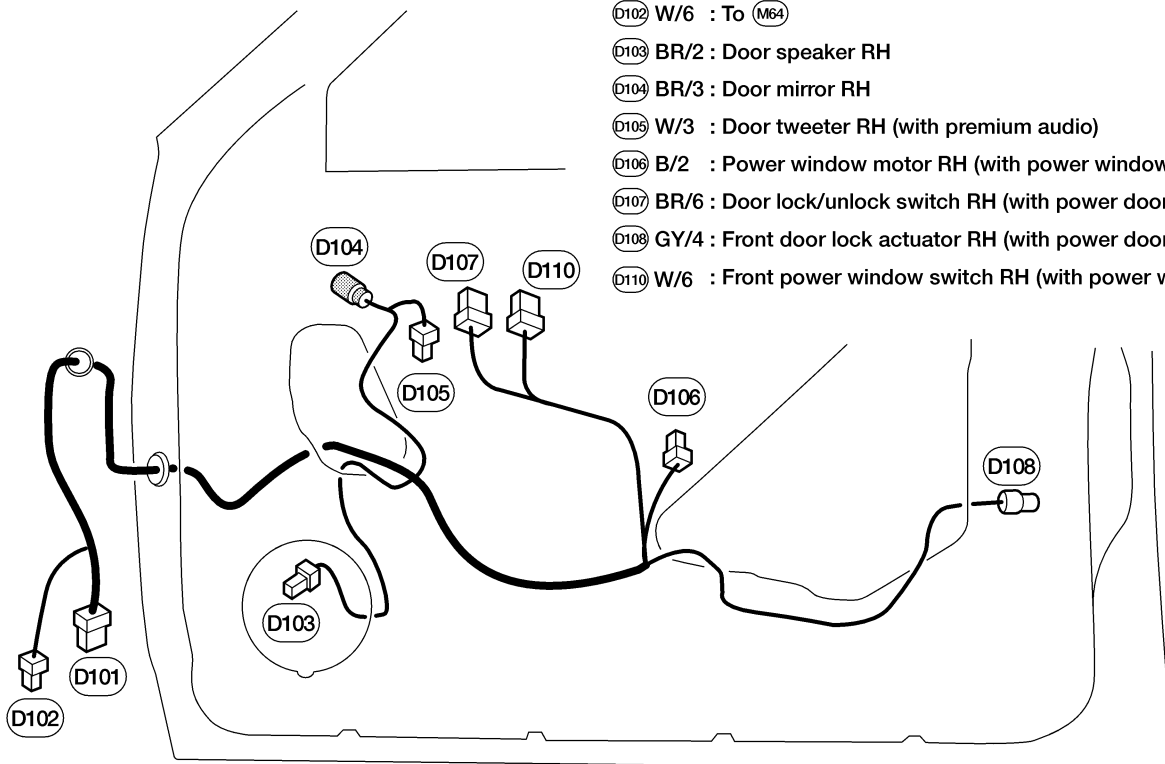 D102 W/6 : To M64
D103 BR/2 : Door speaker RH
D104 BR/3 : Door mirror RH
D105 W/3 : Door tweeter RH (with premium audio)
D106 B/2 : Power window motor RH (with power window
D107 BR/6 : Door lock/unlock switch RH (with power door
D108 GY/4 : Front door lock actuator RH (with power door
D110 W/6 : Front power window switch RH (with power w
D104
D107
D110
D105
D106
D108
D103
D101
D102